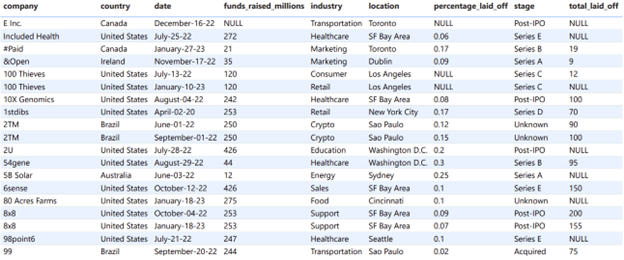 company country date funds_raised_millions industry location percentage_laid_off stage total_laid_off
E Inc. Canada December-16-22 NULL Transportation Toronto NULL Post-IPO NULL
Included Health United States July-25-22 272 Healthcare SF Bay Area 0.06 Series E NULL
#Paid Canada January-27-23 21 Marketing Toronto 0.17 Series B 19
&Open Ireland November-17-22 35 Marketing Dublin 0.09 Series A 9
100 Thieves United States July-13-22 120 Consumer Los Angeles NULL Series C 12
100 Thieves United States January-10-23 120 Retail Los Angeles NULL Series C NULL
10X Genomics United States August-04-22 242 Healthcare SF Bay Area 0.08 Post-IPO 100
1stdibs United States April-02-20 253 Retail New York City 0.17 Series D 70
2TM Brazil June-01-22 250 Crypto Sao Paulo 0.12 Unknown 90
2TM Brazil September-01-22 250 Crypto Sao Paulo 0.15 Unknown 100
2U United States July-28-22 426 Education Washington D.C. 0.2 Post-IPO NULL
54gene United States August-29-22 44 Healthcare Washington D.C. 0.3 Series B 95
5B Solar Australia June-03-22 12 Energy Sydney 0.25 Series A NULL
6sense United States October-12-22 426 Sales SF Bay Area 0.1 Series E 150
80 Acres Farms United States January-18-23 275 Food Cincinnati 0.1 Unknown NULL
8x8 United States October-04-22 253 Support SF Bay Area 0.09 Post-IPO 200
8x8 United States January-18-23 253 Support SF Bay Area 0.07 Post-IPO 155
98point6 United States July-21-22 247 Healthcare Seattle 0.1 Series E NULL
99 Brazil September-20-22 244 Transportation Sao Paulo 0.02 Acquired 75